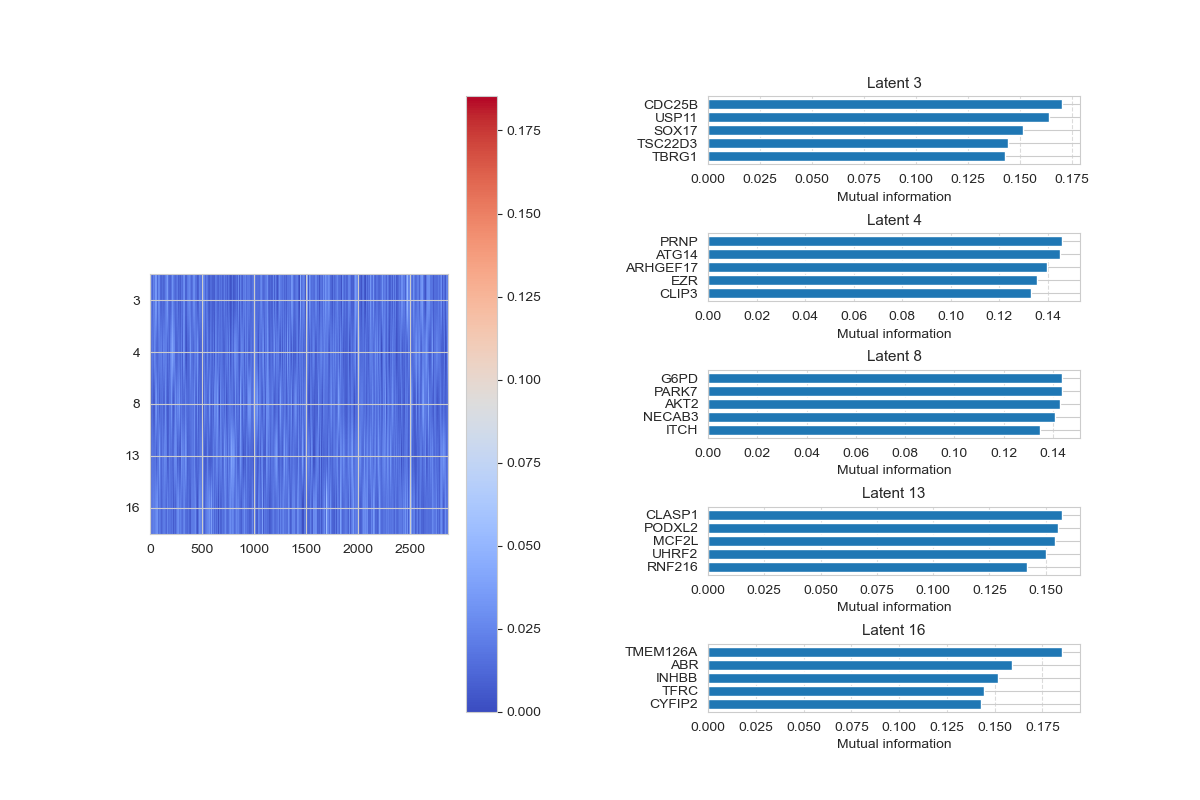 3
4
8
13
16
0 500 1000 1500 2000 2500
0.175
0.150
0.125
0.100
0.075
0.050
0.025
0.000
Latent 3
CDC25B
USP11
SOX17
TSC22D3
TBRG1
0.000 0.025 0.050 0.075 0.100 0.125 0.150 0.175
Mutual information
Latent 4
PRNP
ATG14
ARHGEF17
EZR
CLIP3
0.00 0.02 0.04 0.06 0.08 0.10 0.12 0.14
Mutual information
Latent 8
G6PD
PARK7
AKT2
NECAB3
ITCH
0.00 0.02 0.04 0.06 0.08 0.10 0.12 0.14
Mutual information
Latent 13
CLASP1
PODXL2
MCF2L
UHRF2
RNF216
0.000 0.025 0.050 0.075 0.100 0.125 0.150
Mutual information
Latent 16
TMEM126A
ABR
INHBB
TFRC
CYFIP2
0.000 0.025 0.050 0.075 0.100 0.125 0.150 0.175
Mutual information